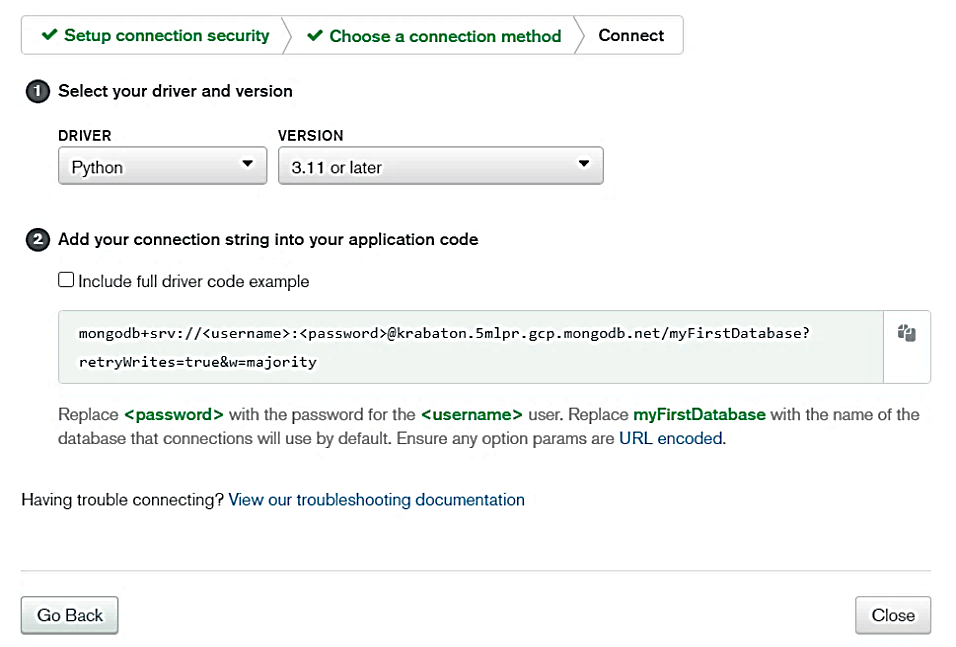 Setup connection security Choose a connection method Connect
1 Select your driver and version
DRIVER VERSION
Python 3.11 or later
2 Add your connection string into your application code
Include full driver code example
mongodb+srv://<username>:<password>@krabaton.5mlpr.gcp.mongodb.net/myFirstDatabase?
retryWrites=true&w=majority
Replace <password> with the password for the <username> user. Replace myFirstDatabase with the name of the
database that connections will use by default. Ensure any option params are URL encoded.
Having trouble connecting? View our troubleshooting documentation
Go Back Close